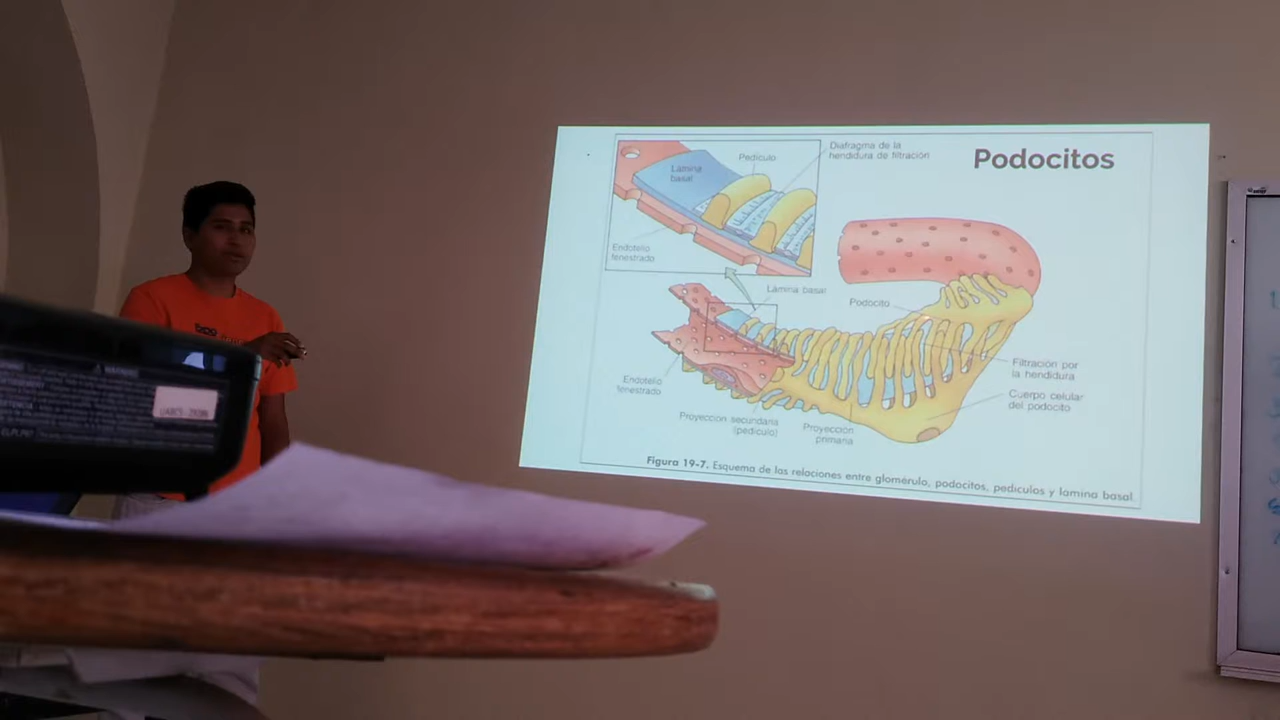 Podocitos
Diafragma de la
hendidura de filtración
Pedículo
Lámina
basal
Endotelio
fenestrado
Lámina basal
Podocito
Filtración por
la hendidura
Cuerpo celular
del podocito
Endotelio
fenestrado
Proyección secundaria
(pedículo)
Proyección
primaria
Figura 19-7. Esquema de las relaciones entre glomérulo, podocitos, pedículos y lámina basal